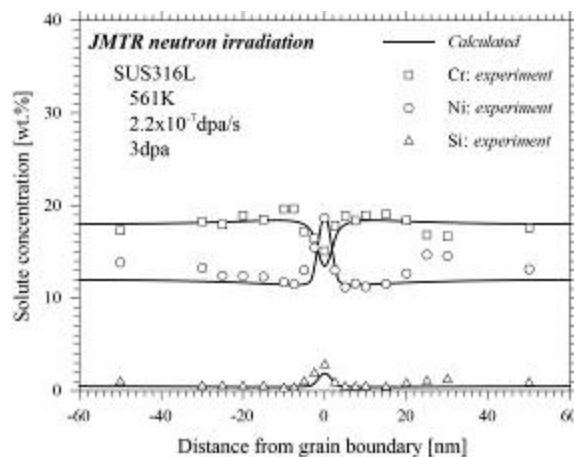 40
30
20
10
0
Solute concentration [wt.%]
JMTR neutron irradiation
SUS316L
561K
2.2x10⁻⁷dpa/s
3dpa
Calculated
Cr: experiment
Ni: experiment
Si: experiment
-60 -40 -20 0 20 40 60
Distance from grain boundary [nm]